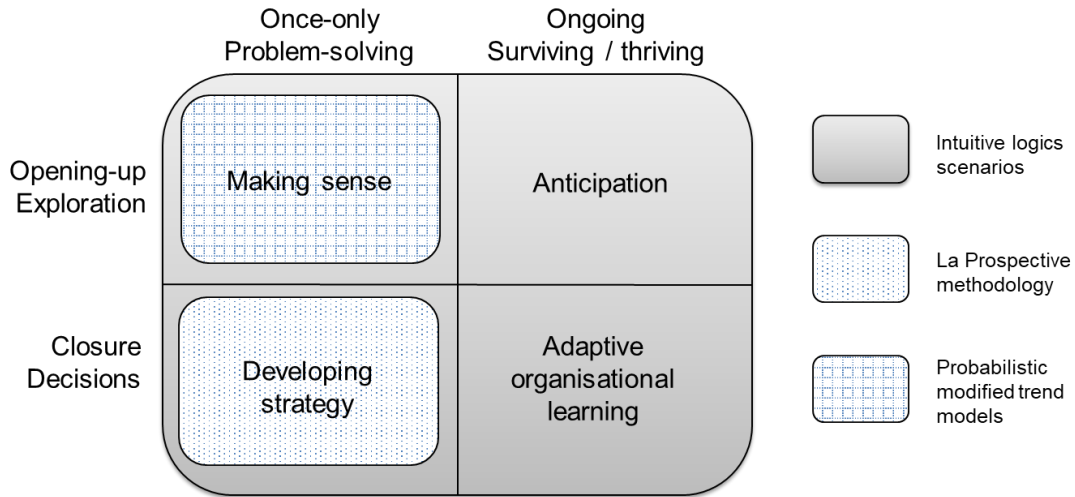 Once-only
Problem-solving
Ongoing
Surviving / thriving
Opening-up
Exploration
Making sense
Anticipation
Closure
Decisions
Developing
strategy
Adaptive
organisational
learning
Intuitive logics
scenarios
La Prospective
methodology
Probabilistic
modified trend
models